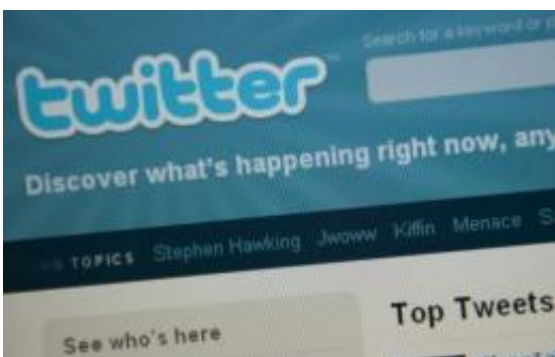 Search for a keyword or
twitter
Discover what's happening right now, any
TOPICS Stephen Hawking Jwoww Kiffin Menace S
Top Tweets
See who's here